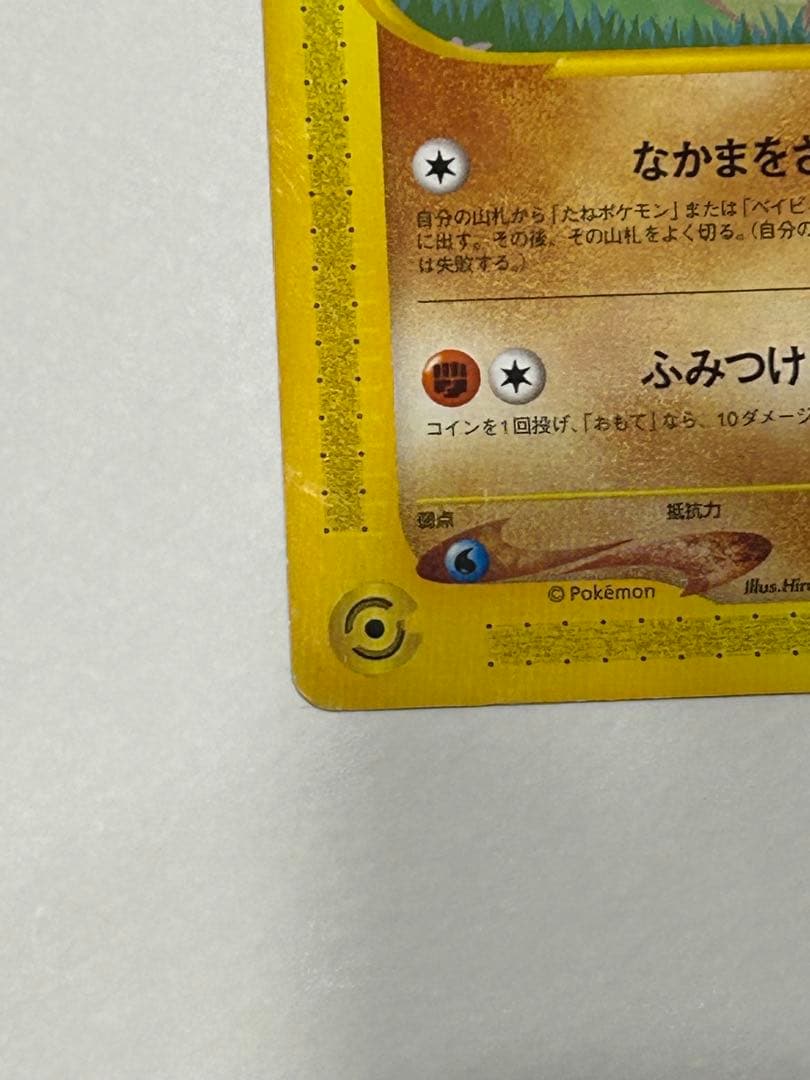 なかまをさ
自分の山札から「たねポケモン」または「ベイビ
に出す。その後、その山札をよく切る。（自分の
は失敗する。）
ふみつけ
コインを1回投げ、「おもて」なら、10ダメージ
弱点
抵抗力
© Pokémon
Illus.Hiro